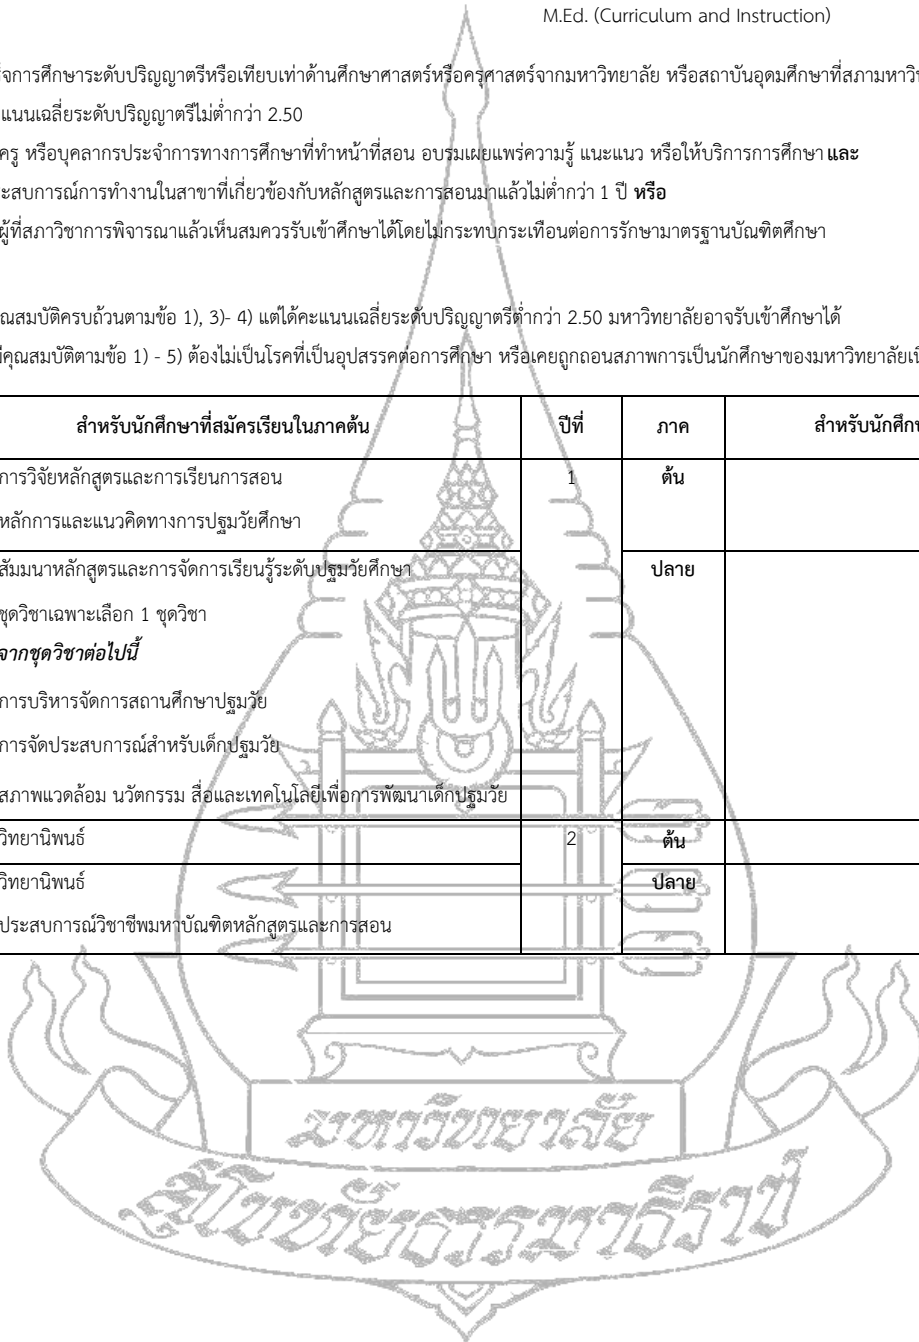 M.Ed. (Curriculum and Instruction)
จการศึกษาระดับปริญญาตรีหรือเทียบเท่าด้านศึกษาศาสตร์หรือครุศาสตร์จากมหาวิทยาลัย หรือสถาบันอุดมศึกษาที่สภามหาวิ
แนนเฉลี่ยระดับปริญญาตรีไม่ต่ำกว่า 2.50
ครู หรือบุคลากรประจำการทางการศึกษาที่ทำหน้าที่สอน อบรมเผยแพร่ความรู้ แนะแนว หรือให้บริการการศึกษา และ
ะสบการณ์การทำงานในสาขาที่เกี่ยวข้องกับหลักสูตรและการสอนมาแล้วไม่ต่ำกว่า 1 ปี หรือ
ผู้ที่สภาวิชาการพิจารณาแล้วเห็นสมควรรับเข้าศึกษาได้โดยไม่กระทบกระเทือนต่อการรักษามาตรฐานบัณฑิตศึกษา
ณสมบัติครบถ้วนตามข้อ 1), 3)- 4) แต่ได้คะแนนเฉลี่ยระดับปริญญาตรีต่ำกว่า 2.50 มหาวิทยาลัยอาจรับเข้าศึกษาได้
มีคุณสมบัติตามข้อ 1) - 5) ต้องไม่เป็นโรคที่เป็นอุปสรรคต่อการศึกษา หรือเคยถูกถอนสภาพการเป็นนักศึกษาของมหาวิทยาลัยเนื
สำหรับนักศึกษาที่สมัครเรียนในภาคต้น ปีที่ ภาค สำหรับนักศึกษ
การวิจัยหลักสูตรและการเรียนการสอน 1 ต้น
หลักการและแนวคิดทางการปฐมวัยศึกษา
สัมมนาหลักสูตรและการจัดการเรียนรู้ระดับปฐมวัยศึกษา ปลาย
ชุดวิชาเฉพาะเลือก 1 ชุดวิชา
จากชุดวิชาต่อไปนี้
การบริหารจัดการสถานศึกษาปฐมวัย
การจัดประสบการณ์สำหรับเด็กปฐมวัย
สภาพแวดล้อม นวัตกรรม สื่อและเทคโนโลยีเพื่อการพัฒนาเด็กปฐมวัย
วิทยานิพนธ์ 2 ต้น
วิทยานิพนธ์ ปลาย
ประสบการณ์วิชาชีพมหาบัณฑิตหลักสูตรและการสอน
มหาวิทยาลัย
สุโขทัยธรรมาธิราช